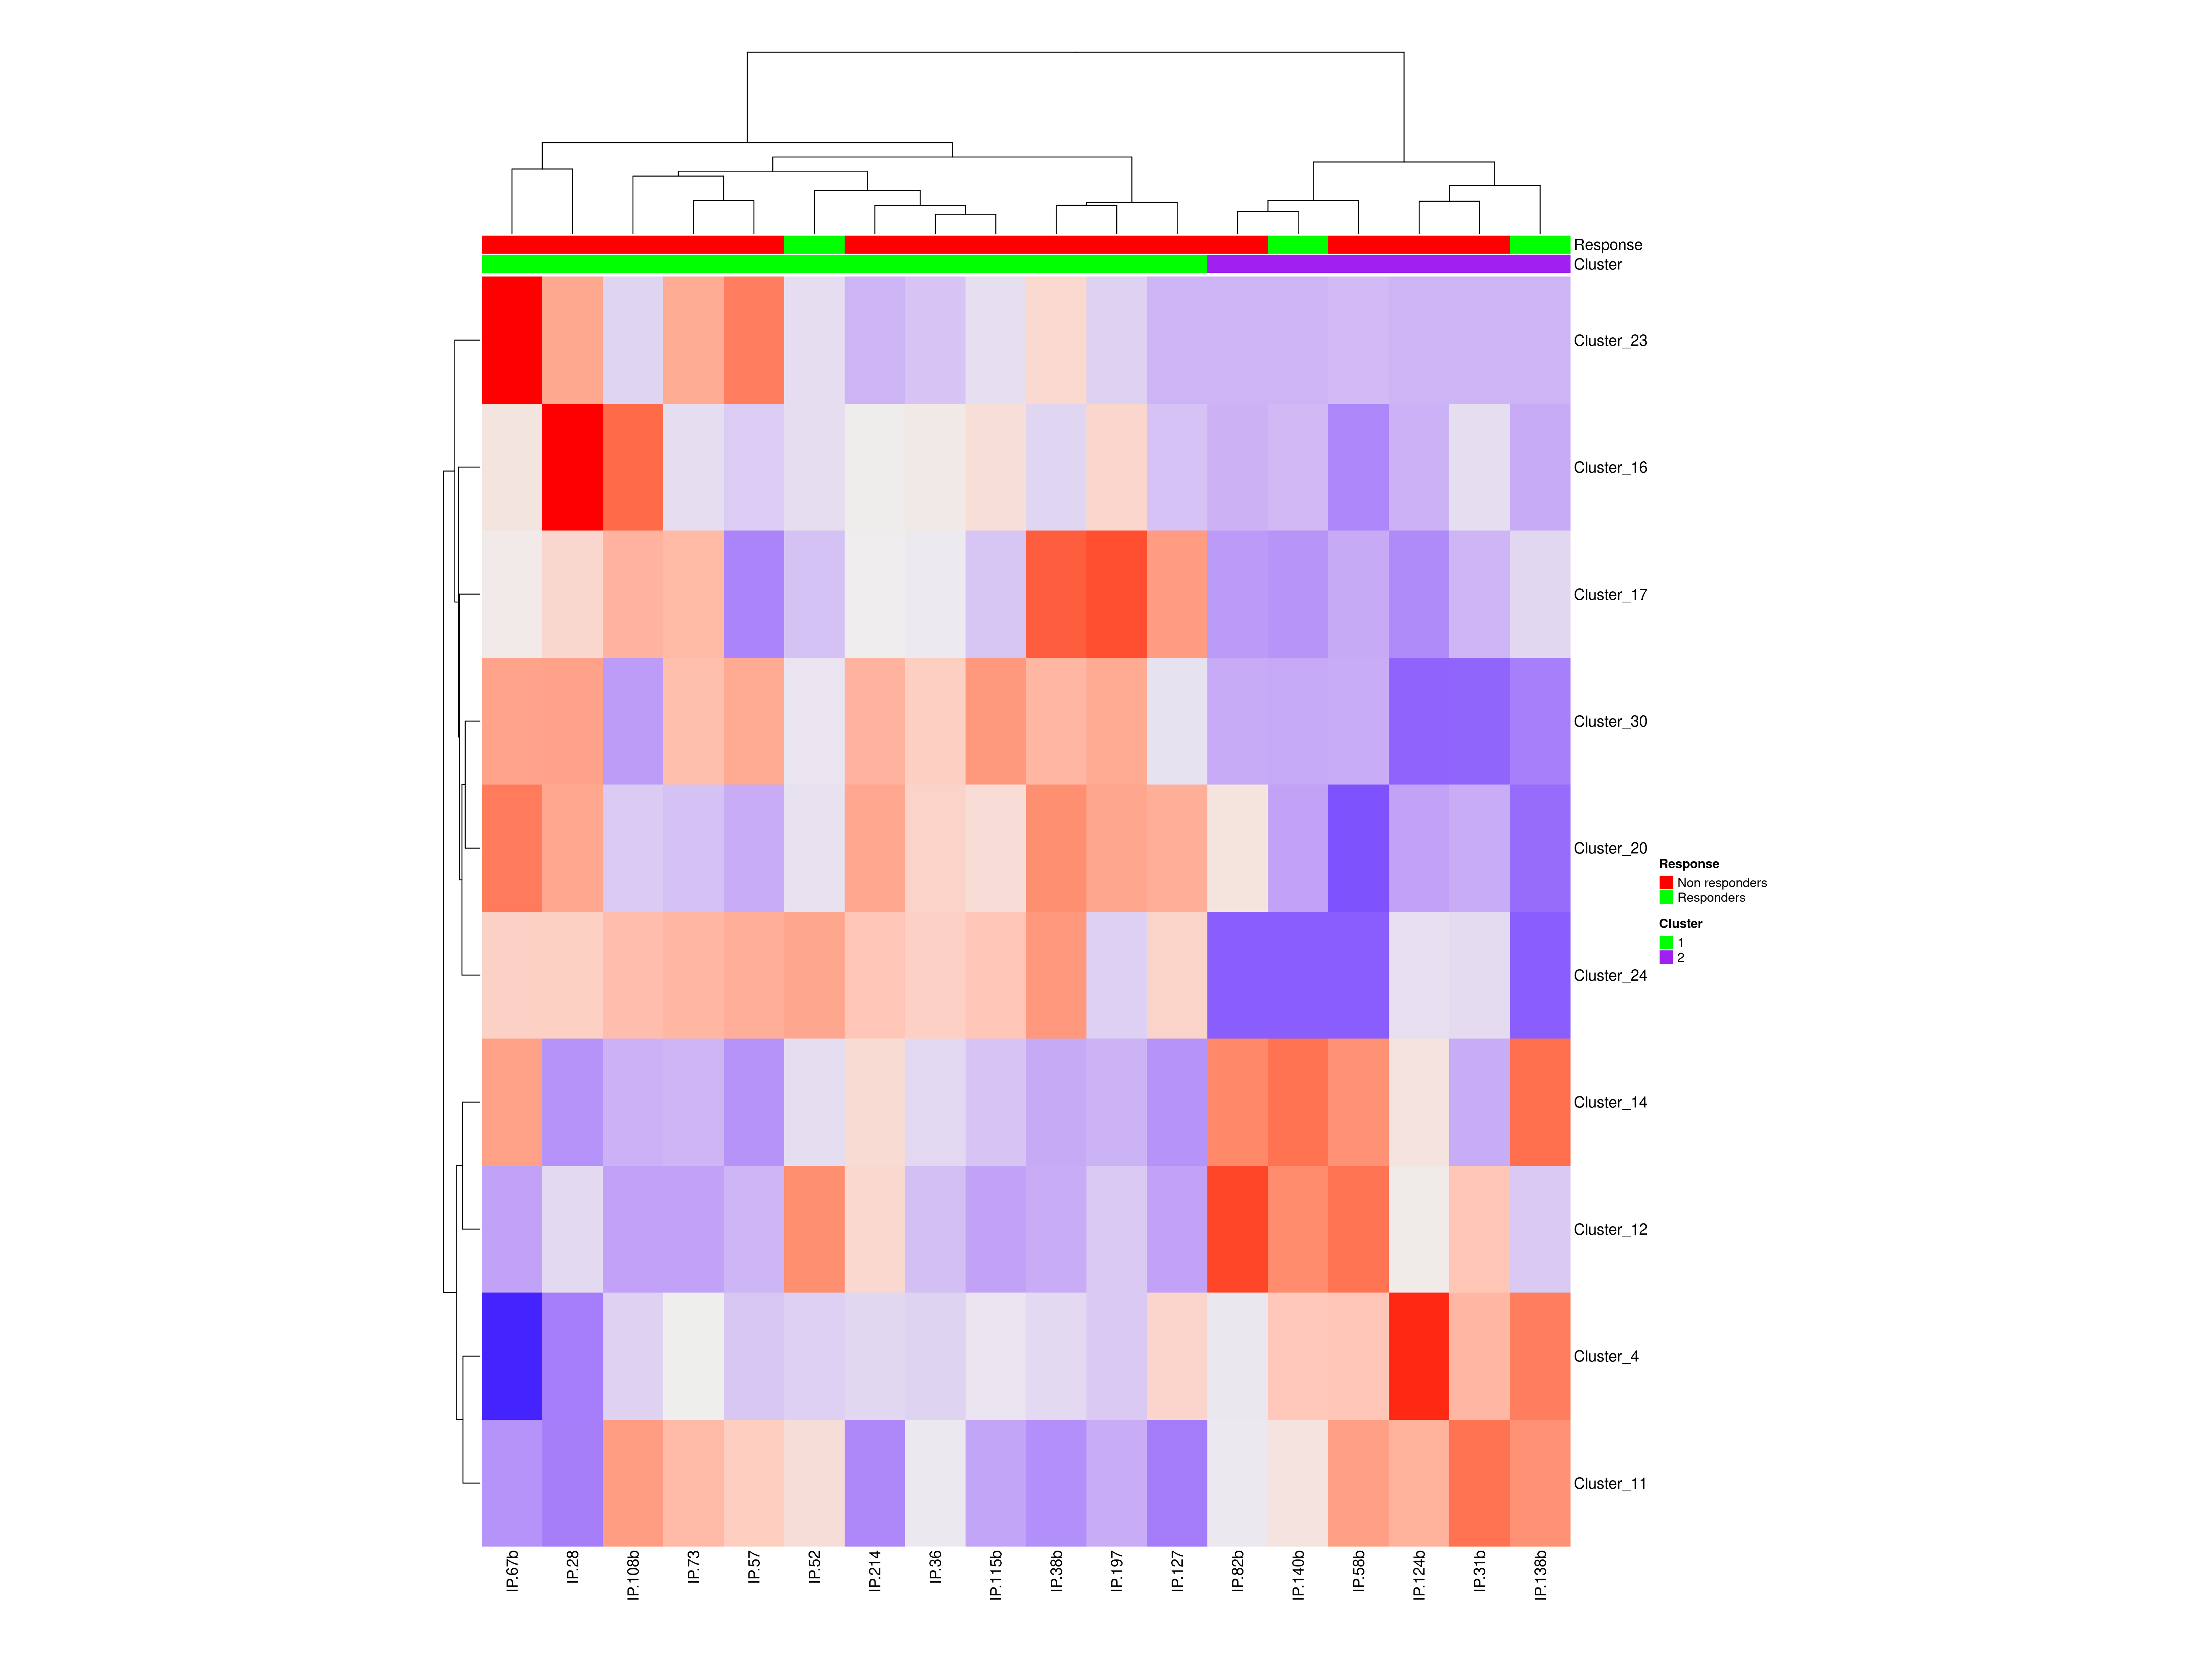 Response
Cluster
Cluster_23
Cluster_16
Cluster_17
Cluster_30
Cluster_20
Cluster_24
Cluster_14
Cluster_12
Cluster_4
Cluster_11
Response
Non responders
Responders
Cluster
1
2
IP.67b
IP.28
IP.108b
IP.73
IP.57
IP.52
IP.214
IP.36
IP.115b
IP.38b
IP.197
IP.127
IP.82b
IP.140b
IP.58b
IP.124b
IP.31b
IP.138b